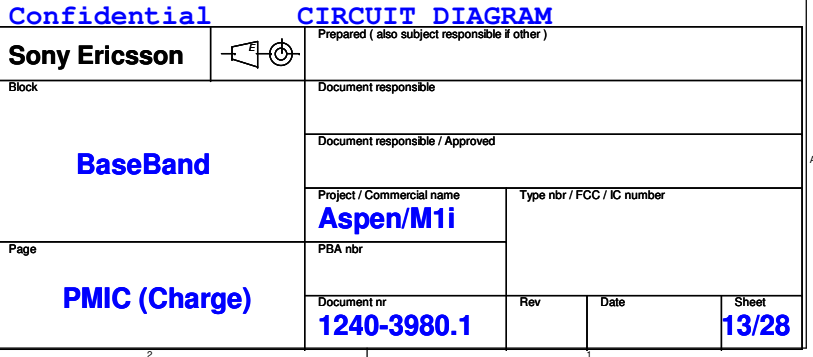 Confidential CIRCUIT DIAGRAM
Sony Ericsson
E
Prepared ( also subject responsible if other )
Block
BaseBand
Document responsible
Document responsible / Approved
Project / Commercial name
Aspen/M1i
Type nbr / FCC / IC number
Page
PMIC (Charge)
PBA nbr
Document nr
1240-3980.1
Rev
Date
Sheet
13/28
A
2
1